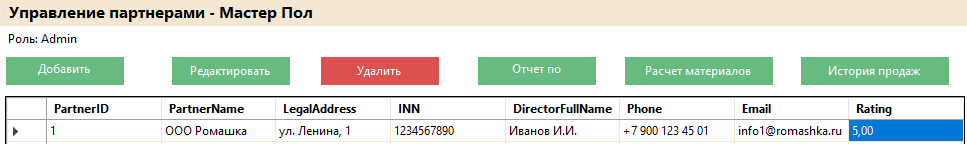 Управление партнерами - Мастер Пол
Роль: Admin
Добавить Редактировать Удалить Отчет по Расчет материалов История продаж
PartnerID PartnerName LegalAddress INN DirectorFullName Phone Email Rating
1 ООО Ромашка ул. Ленина, 1 1234567890 Иванов И.И. +7 900 123 45 01 info1@romashka.ru 5,00